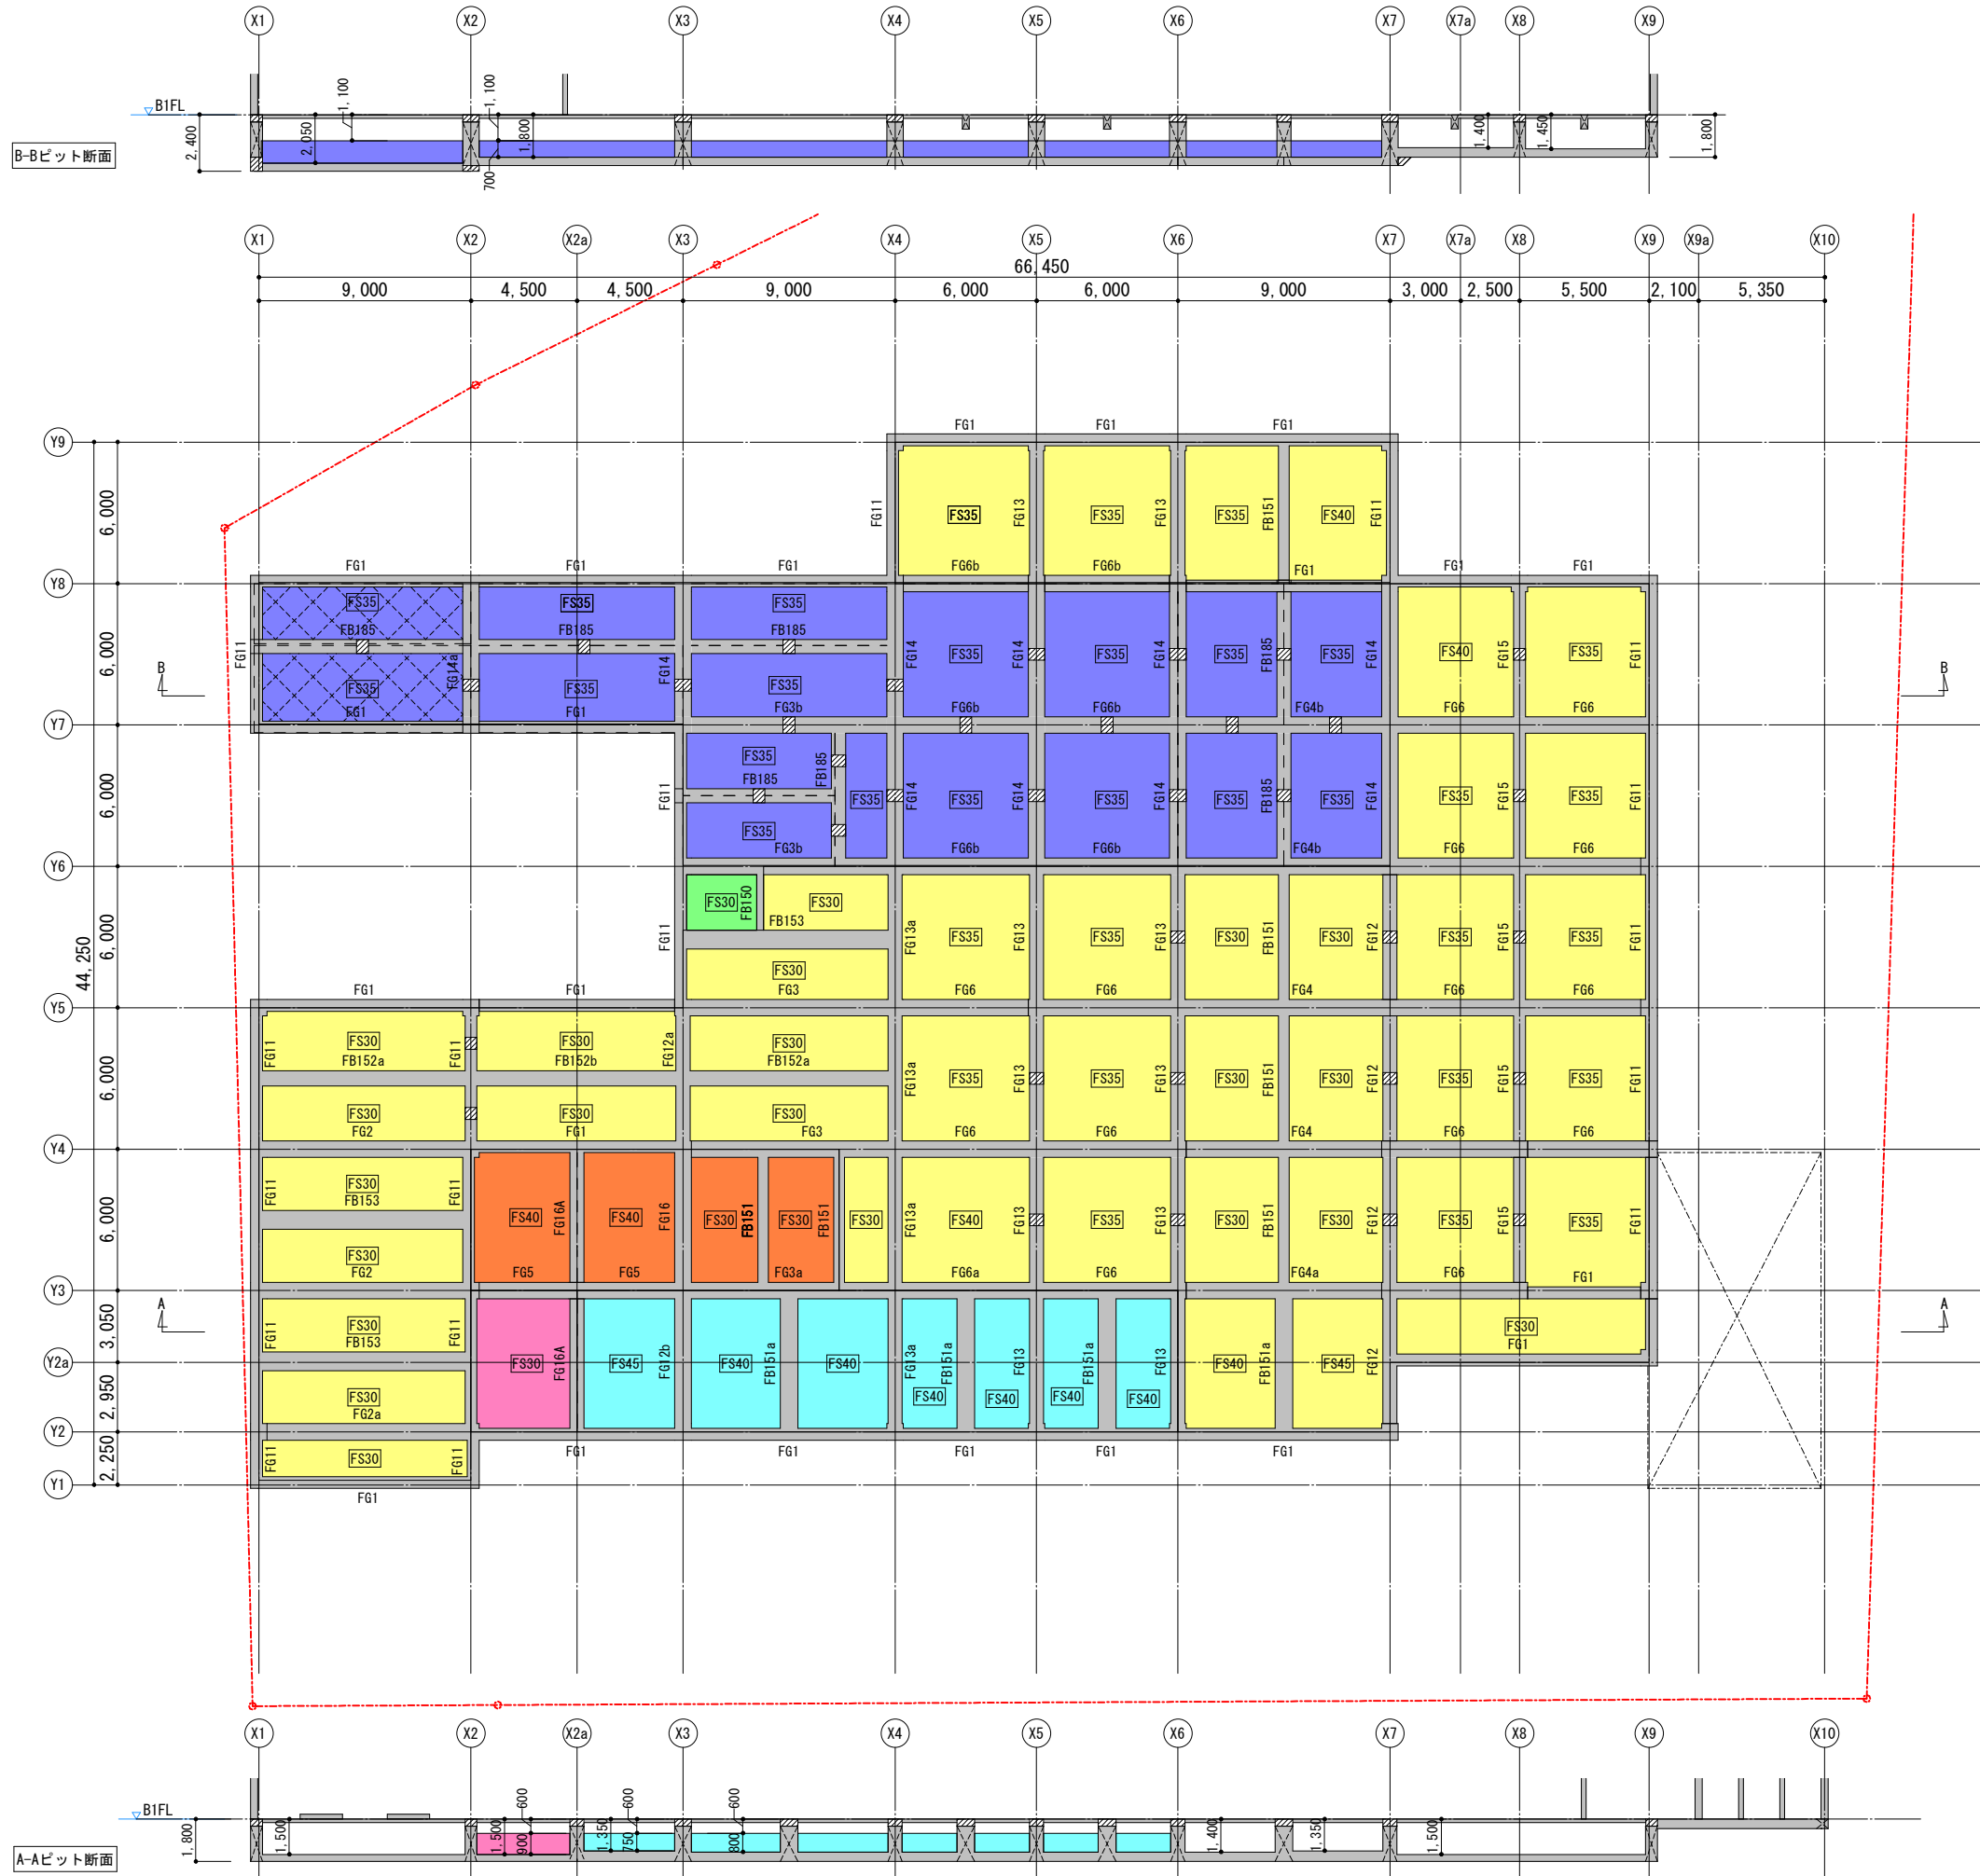 X1 X2 X3 X4 X5 X6 X7 X7a X8 X9
B1FL
B-Bピット断面
2,400 2,050 1,100 1,100 1,800 700 1,400 1,450 1,800
X1 X2 X2a X3 X4 X5 X6 X7 X7a X8 X9 X9a X10
66,450
9,000 4,500 4,500 9,000 6,000 6,000 9,000 3,000 2,500 5,500 2,100 5,350
Y9
FG1 FG1 FG1
6,000
FG11 FS35 FG13 FS35 FG13 FS35 FB151 FS40 FG11
FG6b FG6b FG1
Y8
FG1 FG1 FG1 FG1 FG1
FS35 FS35 FS35
FB185 FB185 FB185
6,000
FG11 FG14a FG14 FG14 FS35 FG14 FS35 FG14 FS35 FB185 FS35 FG14 FS40 FG15 FS35 FG11
B B
FS35 FS35 FS35
FG1 FG1 FG3b FG6b FG6b FG4b FG6 FG6
Y7
FS35
FB185 FB185
6,000
FG11 FS35 FG14 FS35 FG14 FS35 FG14 FS35 FB185 FS35 FG14 FS35 FG15 FS35 FG11
FS35
FG3b FG6b FG6b FG4b FG6 FG6
Y6
FS30 FB150 FS30
FB153
6,000
44,250
FG11 FG13a FS35 FG13 FS35 FG13 FS30 FB151 FS30 FG12 FS35 FG15 FS35 FG11
FS30
FG1 FG1 FG3 FG6 FG6 FG4 FG6 FG6
Y5
FG11 FS30 FG11 FS30 FG12a FS30
FB152a FB152b FB152a
6,000
FG13a FS35 FG13 FS35 FG13 FS30 FB151 FS30 FG12 FS35 FG15 FS35 FG11
FS30 FS30 FS30
FG2 FG1 FG3 FG6 FG6 FG4 FG6 FG6
Y4
FG11 FS30 FG11
FB153
6,000
FS40 FG16A FS40 FG16 FS30 FB151 FS30 FB151 FS30 FG13a FS40 FG13 FS35 FG13 FS30 FB151 FS30 FG12 FS35 FG15 FS35 FG11
FS30
FG2 FG5 FG5 FG3a FG6a FG6 FG4a FG6 FG1
Y3
A A
3,050
FG11 FS30 FG11 FS30
FB153 FG1
Y2a
FS30 FG16A FS45 FG12b FS40 FB151a FS40 FG13a FB151a FG13 FB151a FG13 FS40 FB151a FS45 FG12
2,950
FS30 FS40 FS40 FS40 FS40
FG2a
Y2
FG1 FG1 FG1 FG1 FG1
2,250
FG11 FS30 FG11
Y1
FG1
X1 X2 X2a X3 X4 X5 X6 X7 X8 X9 X10
B1FL
A-Aピット断面
1,800 1,500 600 1,500 900 600 1,350 750 600 800 1,400 1,350 1,500